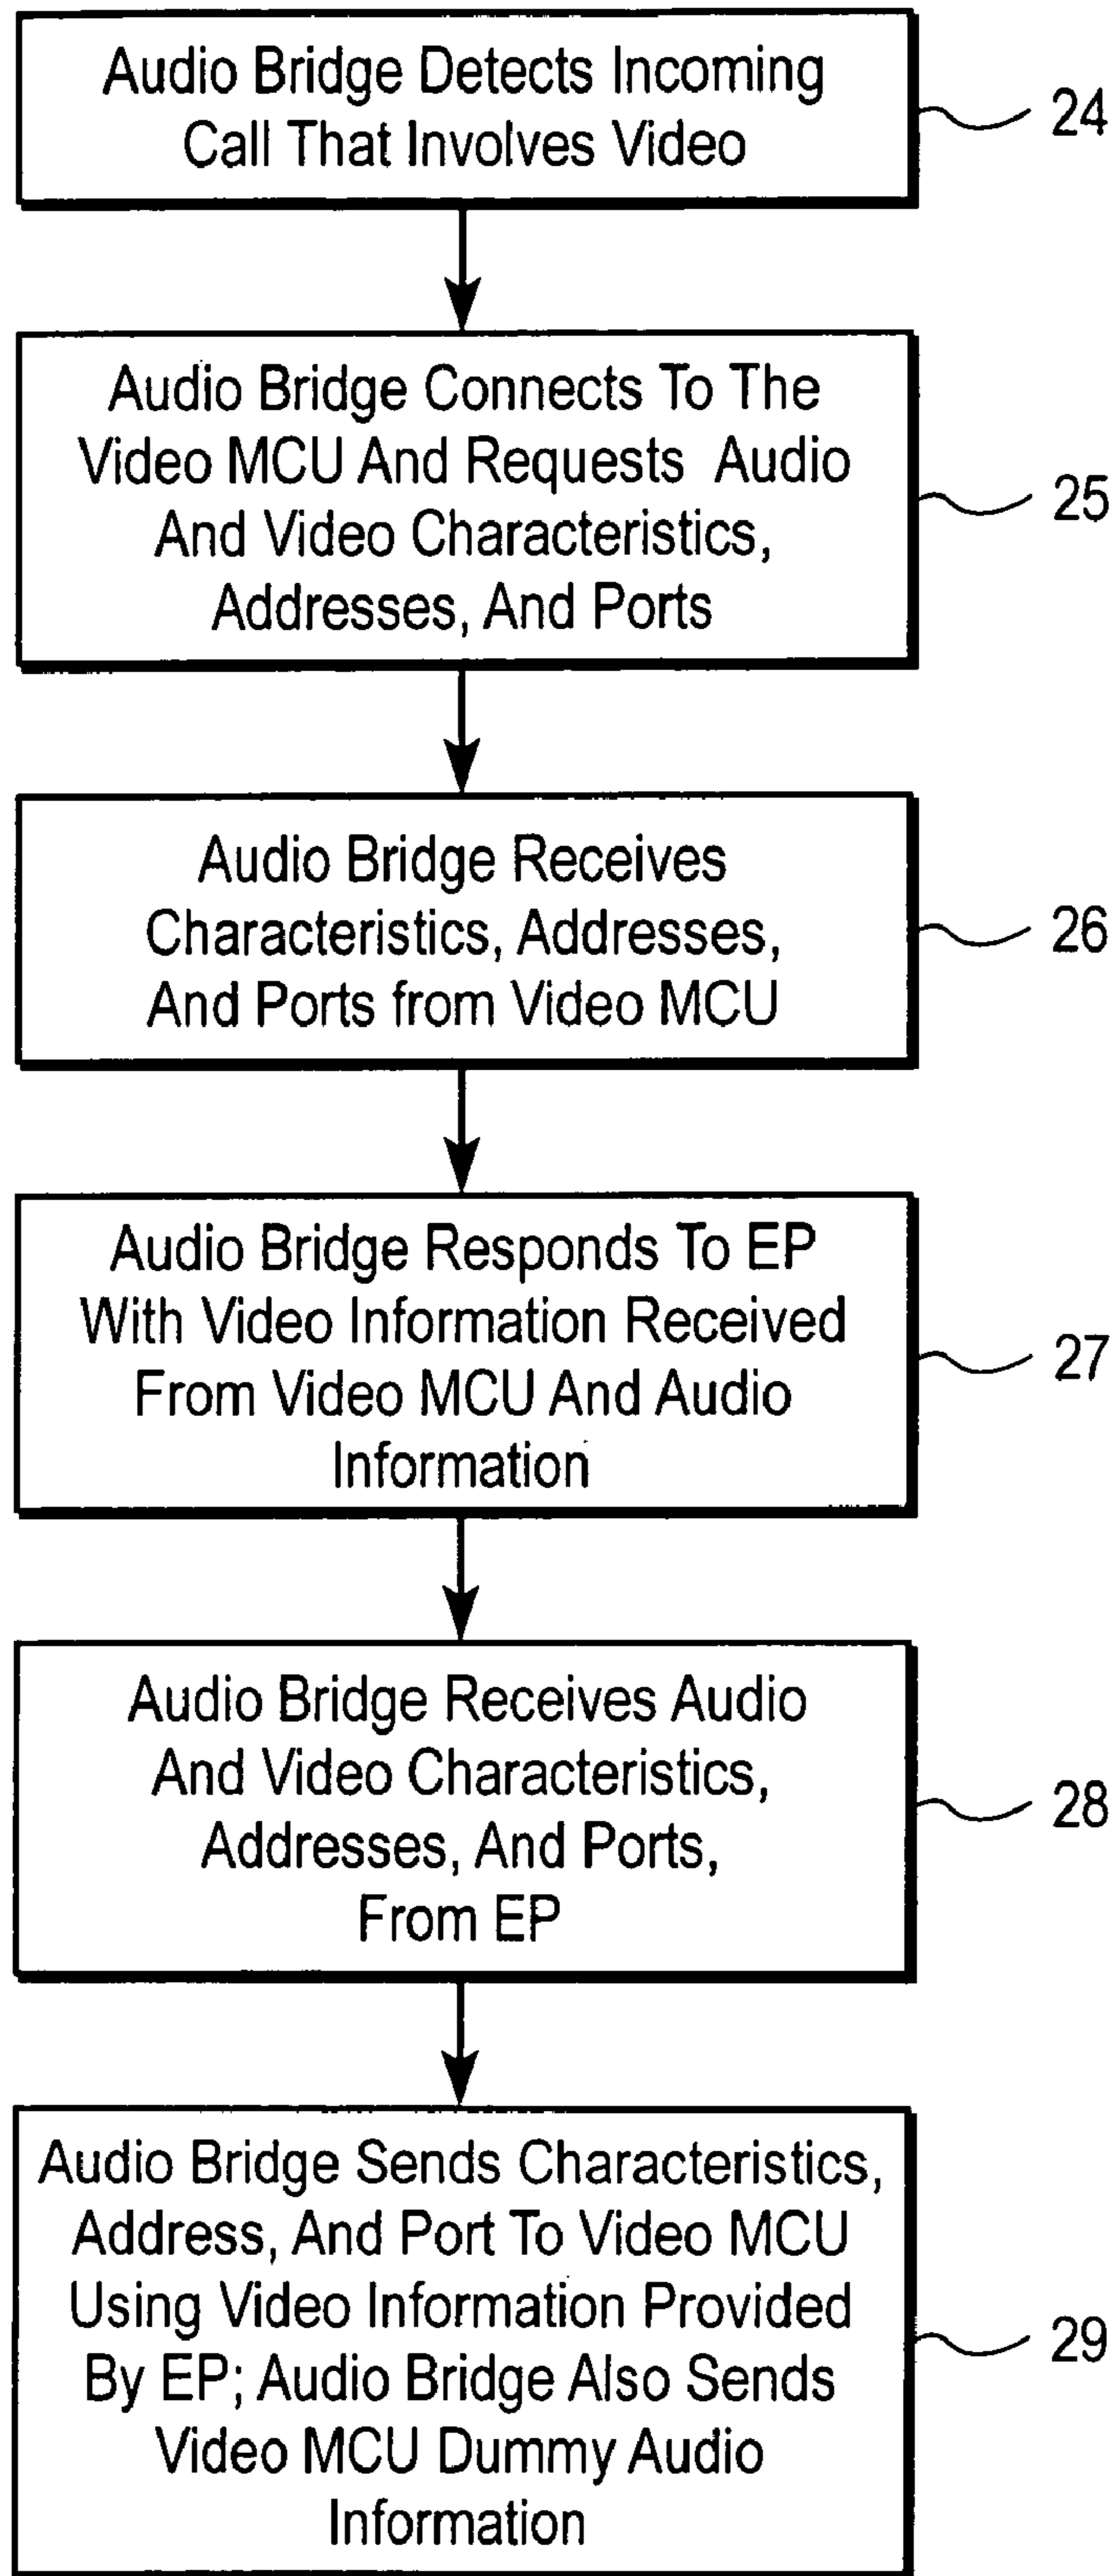 Audio Bridge Detects Incoming
Call That Involves Video
24
Audio Bridge Connects To The
Video MCU And Requests Audio
And Video Characteristics,
Addresses, And Ports
25
Audio Bridge Receives
Characteristics, Addresses,
And Ports from Video MCU
26
Audio Bridge Responds To EP
With Video Information Received
From Video MCU And Audio
Information
27
Audio Bridge Receives Audio
And Video Characteristics,
Addresses, And Ports,
From EP
28
Audio Bridge Sends Characteristics,
Address, And Port To Video MCU
Using Video Information Provided
By EP; Audio Bridge Also Sends
Video MCU Dummy Audio
Information
29